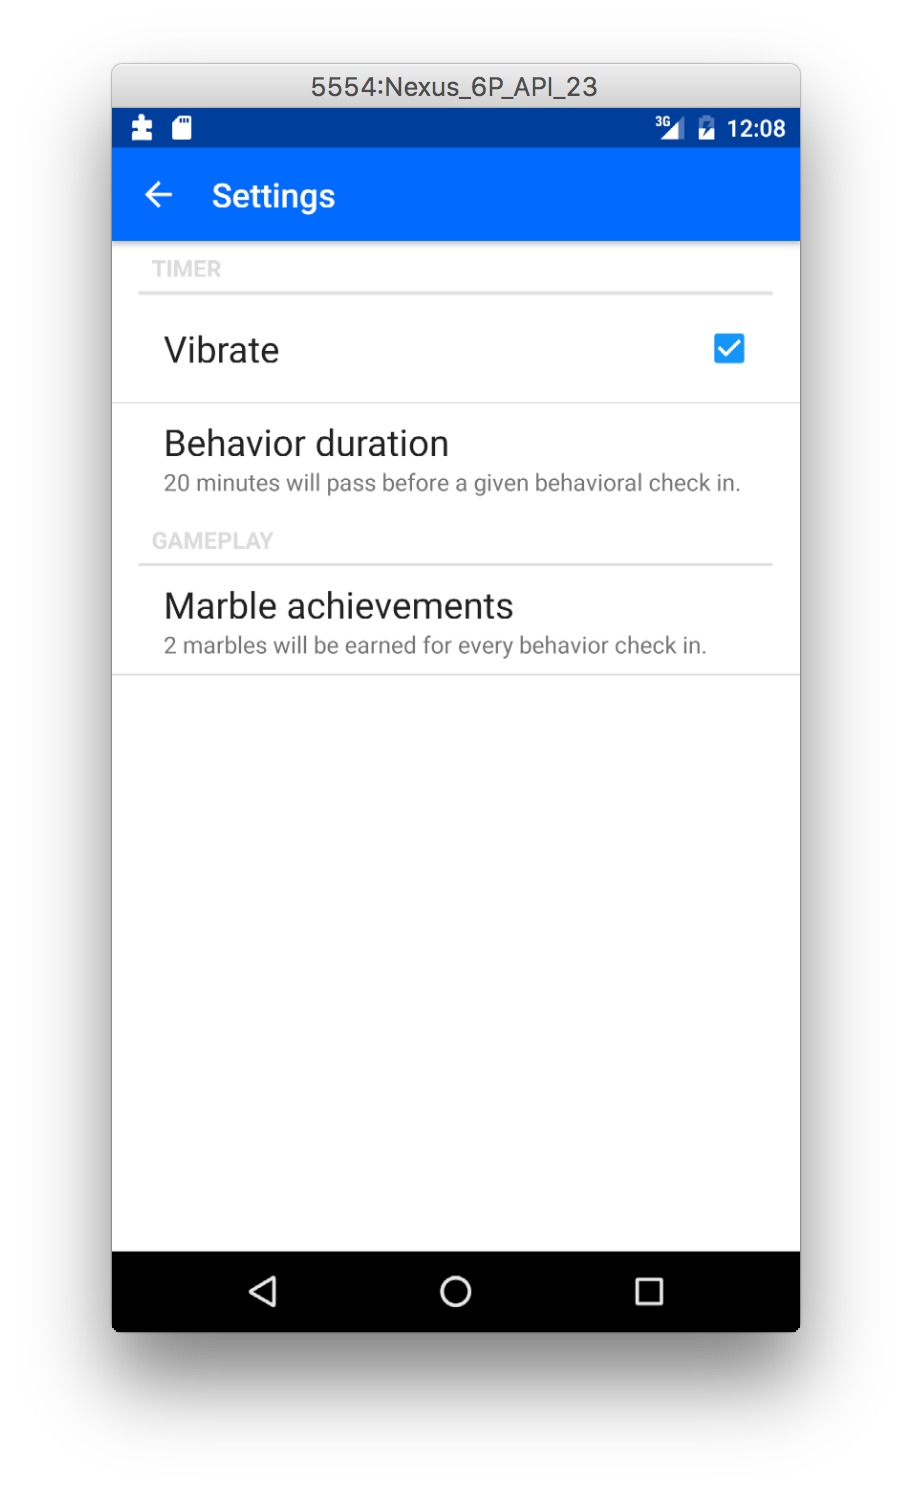 5554:Nexus_6P_API_23
3G 12:08
Settings
TIMER
Vibrate
Behavior duration
20 minutes will pass before a given behavioral check in.
GAMEPLAY
Marble achievements
2 marbles will be earned for every behavior check in.